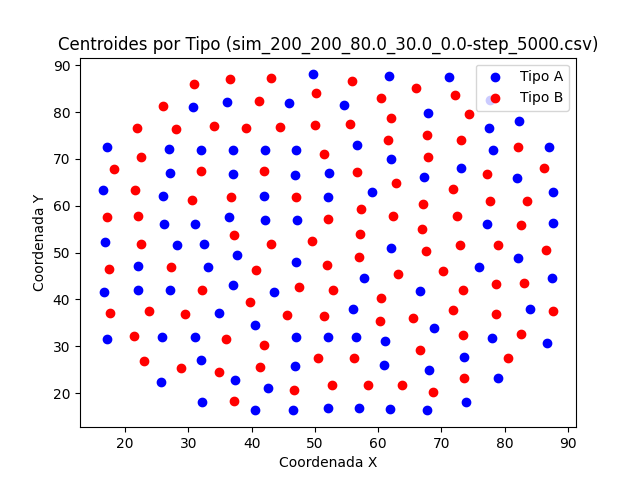 Centroides por Tipo (sim_200_200_80.0_30.0_0.0-step_5000.csv)
Tipo A
Tipo B
90
80
70
60
50
40
30
20
Coordenada Y
20 30 40 50 60 70 80 90
Coordenada X